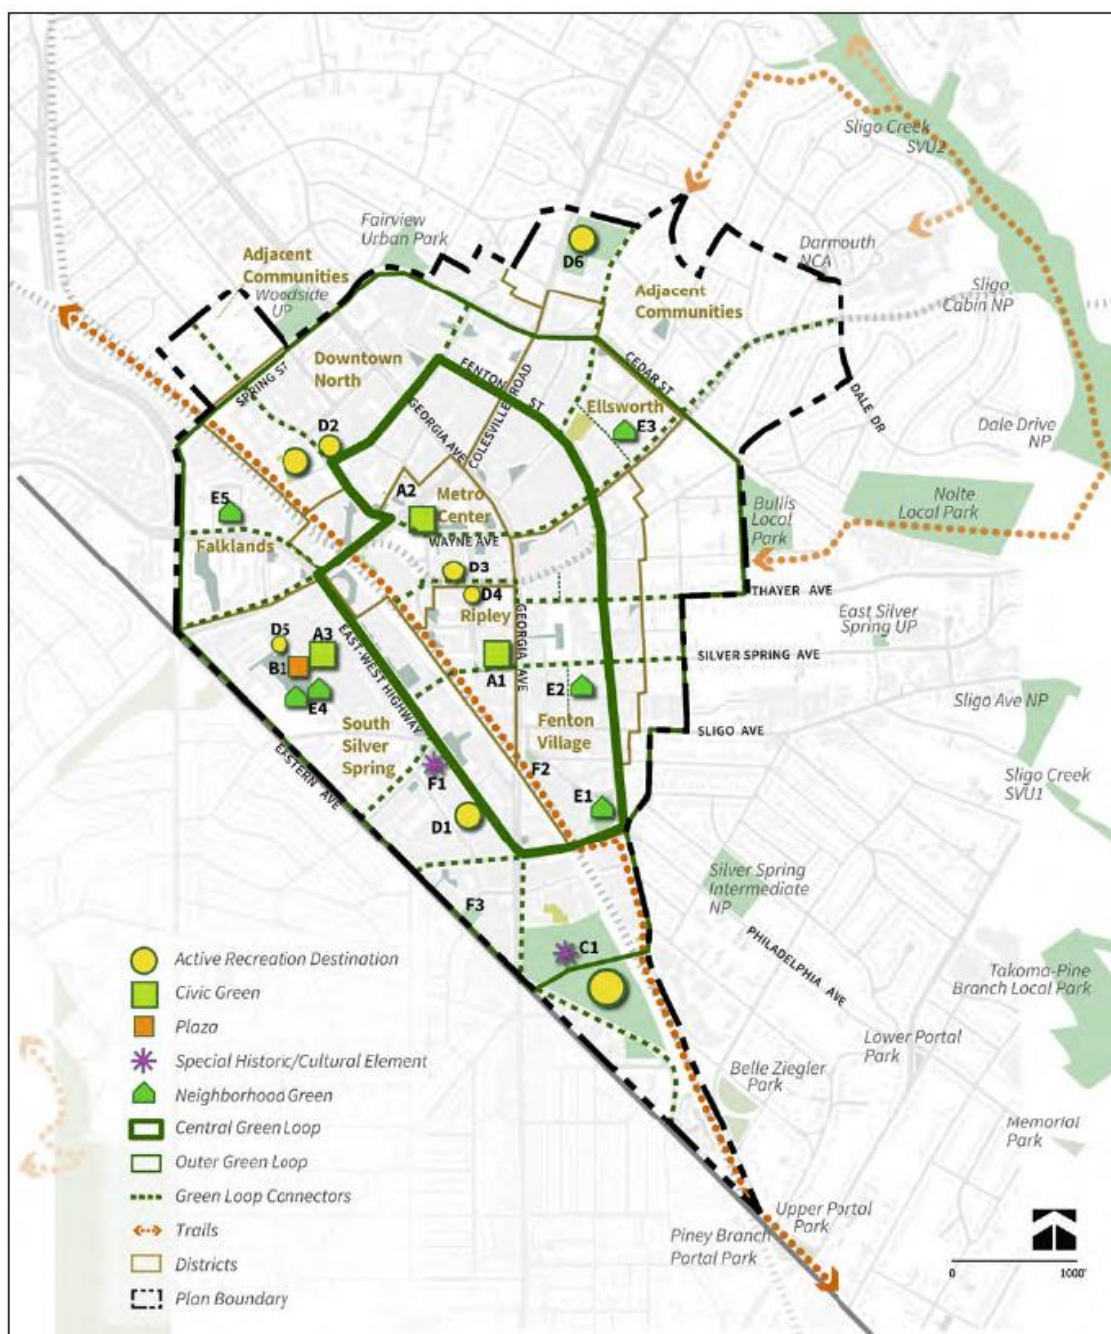 Sligo Creek
SVU2
Fairview
Urban Park
D6
Darmouth
NCA
Adjacent
Communities
Woodside
UP
Adjacent
Communities
Sligo
Cabin NP
Downtown
North
SPRING ST
FENTON
ST
CEDAR ST
GEORGIA AVE
COLESVILLE ROAD
Ellsworth
E3
DALE DR
Dale Drive
NP
D2
E5
A2
Metro
Center
WAYNE AVE
Bullis
Local
Park
Nolte
Local Park
Falklands
D3
D4
Ripley
THAYER AVE
East Silver
Spring UP
D5
A3
B1
E4
EAST-WEST HIGHWAY
GEORGIA AVE
A1
SILVER SPRING AVE
E2
Sligo Ave NP
South
Silver
Spring
Fenton
Village
SLIGO AVE
EASTERN AVE
F1
F2
Sligo Creek
SVU1
D1
E1
Silver Spring
Intermediate
NP
F3
C1
PHILADELPHIA AVE
Takoma-Pine
Branch Local Park
Lower Portal
Park
Belle Ziegler
Park
Memorial
Park
Upper Portal
Park
Piney Branch
Portal Park
Active Recreation Destination
Civic Green
Plaza
Special Historic/Cultural Element
Neighborhood Green
Central Green Loop
Outer Green Loop
Green Loop Connectors
Trails
Districts
Plan Boundary
0 1000'